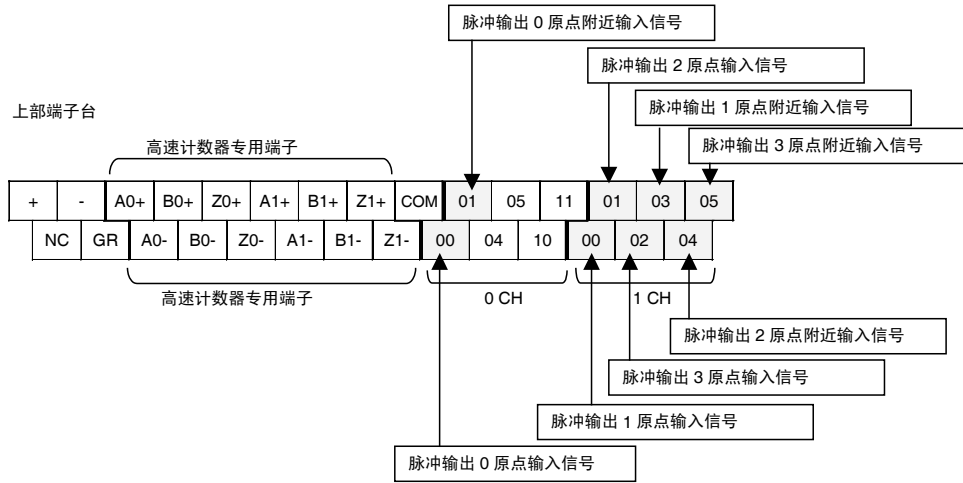 脉冲输出 0 原点附近输入信号
脉冲输出 2 原点输入信号
脉冲输出 1 原点附近输入信号
脉冲输出 3 原点附近输入信号
上部端子台
高速计数器专用端子
+ - A0+ B0+ Z0+ A1+ B1+ Z1+ COM 01 05 11 01 03 05
NC GR A0- B0- Z0- A1- B1- Z1- 00 04 10 00 02 04
高速计数器专用端子 0 CH 1 CH
脉冲输出 2 原点附近输入信号
脉冲输出 3 原点输入信号
脉冲输出 1 原点输入信号
脉冲输出 0 原点输入信号